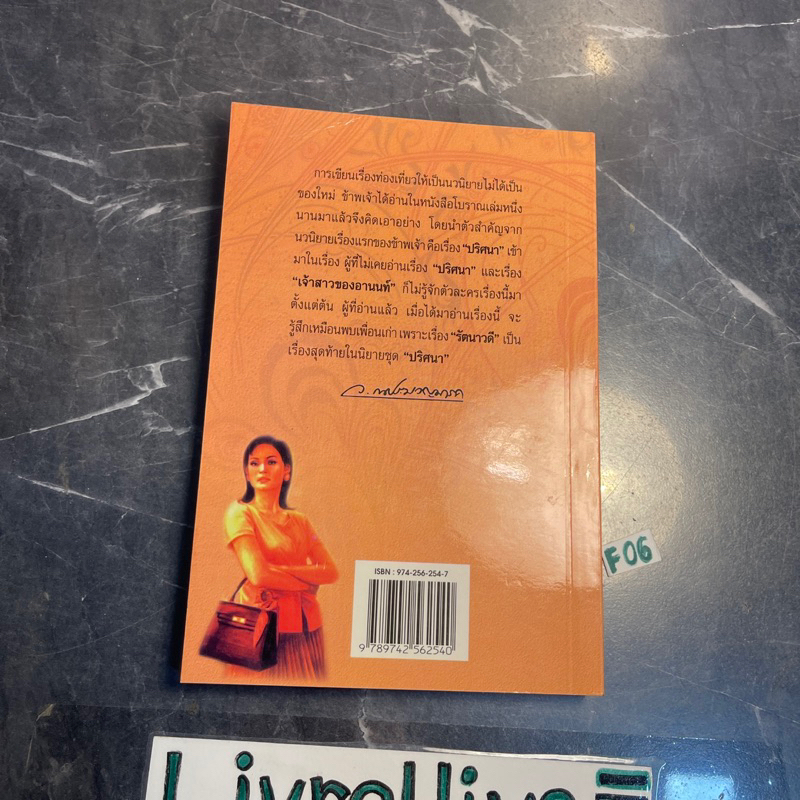 การเขียนเรื่องท่องเที่ยวให้เป็นนวนิยายไม่ได้เป็น
ของใหม่ ข้าพเจ้าได้อ่านในหนังสือโบราณเล่มหนึ่ง
นานมาแล้วจึงคิดเอาอย่าง โดยนำตัวสำคัญจาก
นวนิยายเรื่องแรกของข้าพเจ้า คือเรื่อง “ปริศนา” เข้า
มาในเรื่อง ผู้ที่ไม่เคยอ่านเรื่อง “ปริศนา” และเรื่อง
“เจ้าสาวของอานนท์” ก็ไม่รู้จักตัวละครเรื่องนี้มา
ตั้งแต่ต้น ผู้ที่อ่านแล้ว เมื่อได้มาอ่านเรื่องนี้ จะ
รู้สึกเหมือนพบเพื่อนเก่า เพราะเรื่อง “รัตนาวดี” เป็น
เรื่องสุดท้ายในนิยายชุด “ปริศนา”
ISBN : 974-256-254-7
9 789742 562540
F06